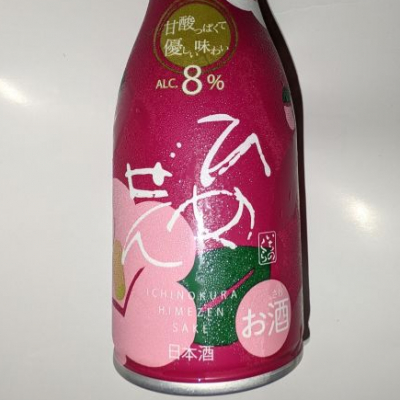 甘酸っぱくて
優しい味わい
ALC. 8%
ひめぜん
いちのくら
ICHINOKURA
HIMEZEN
SAKE
お酒
日本酒